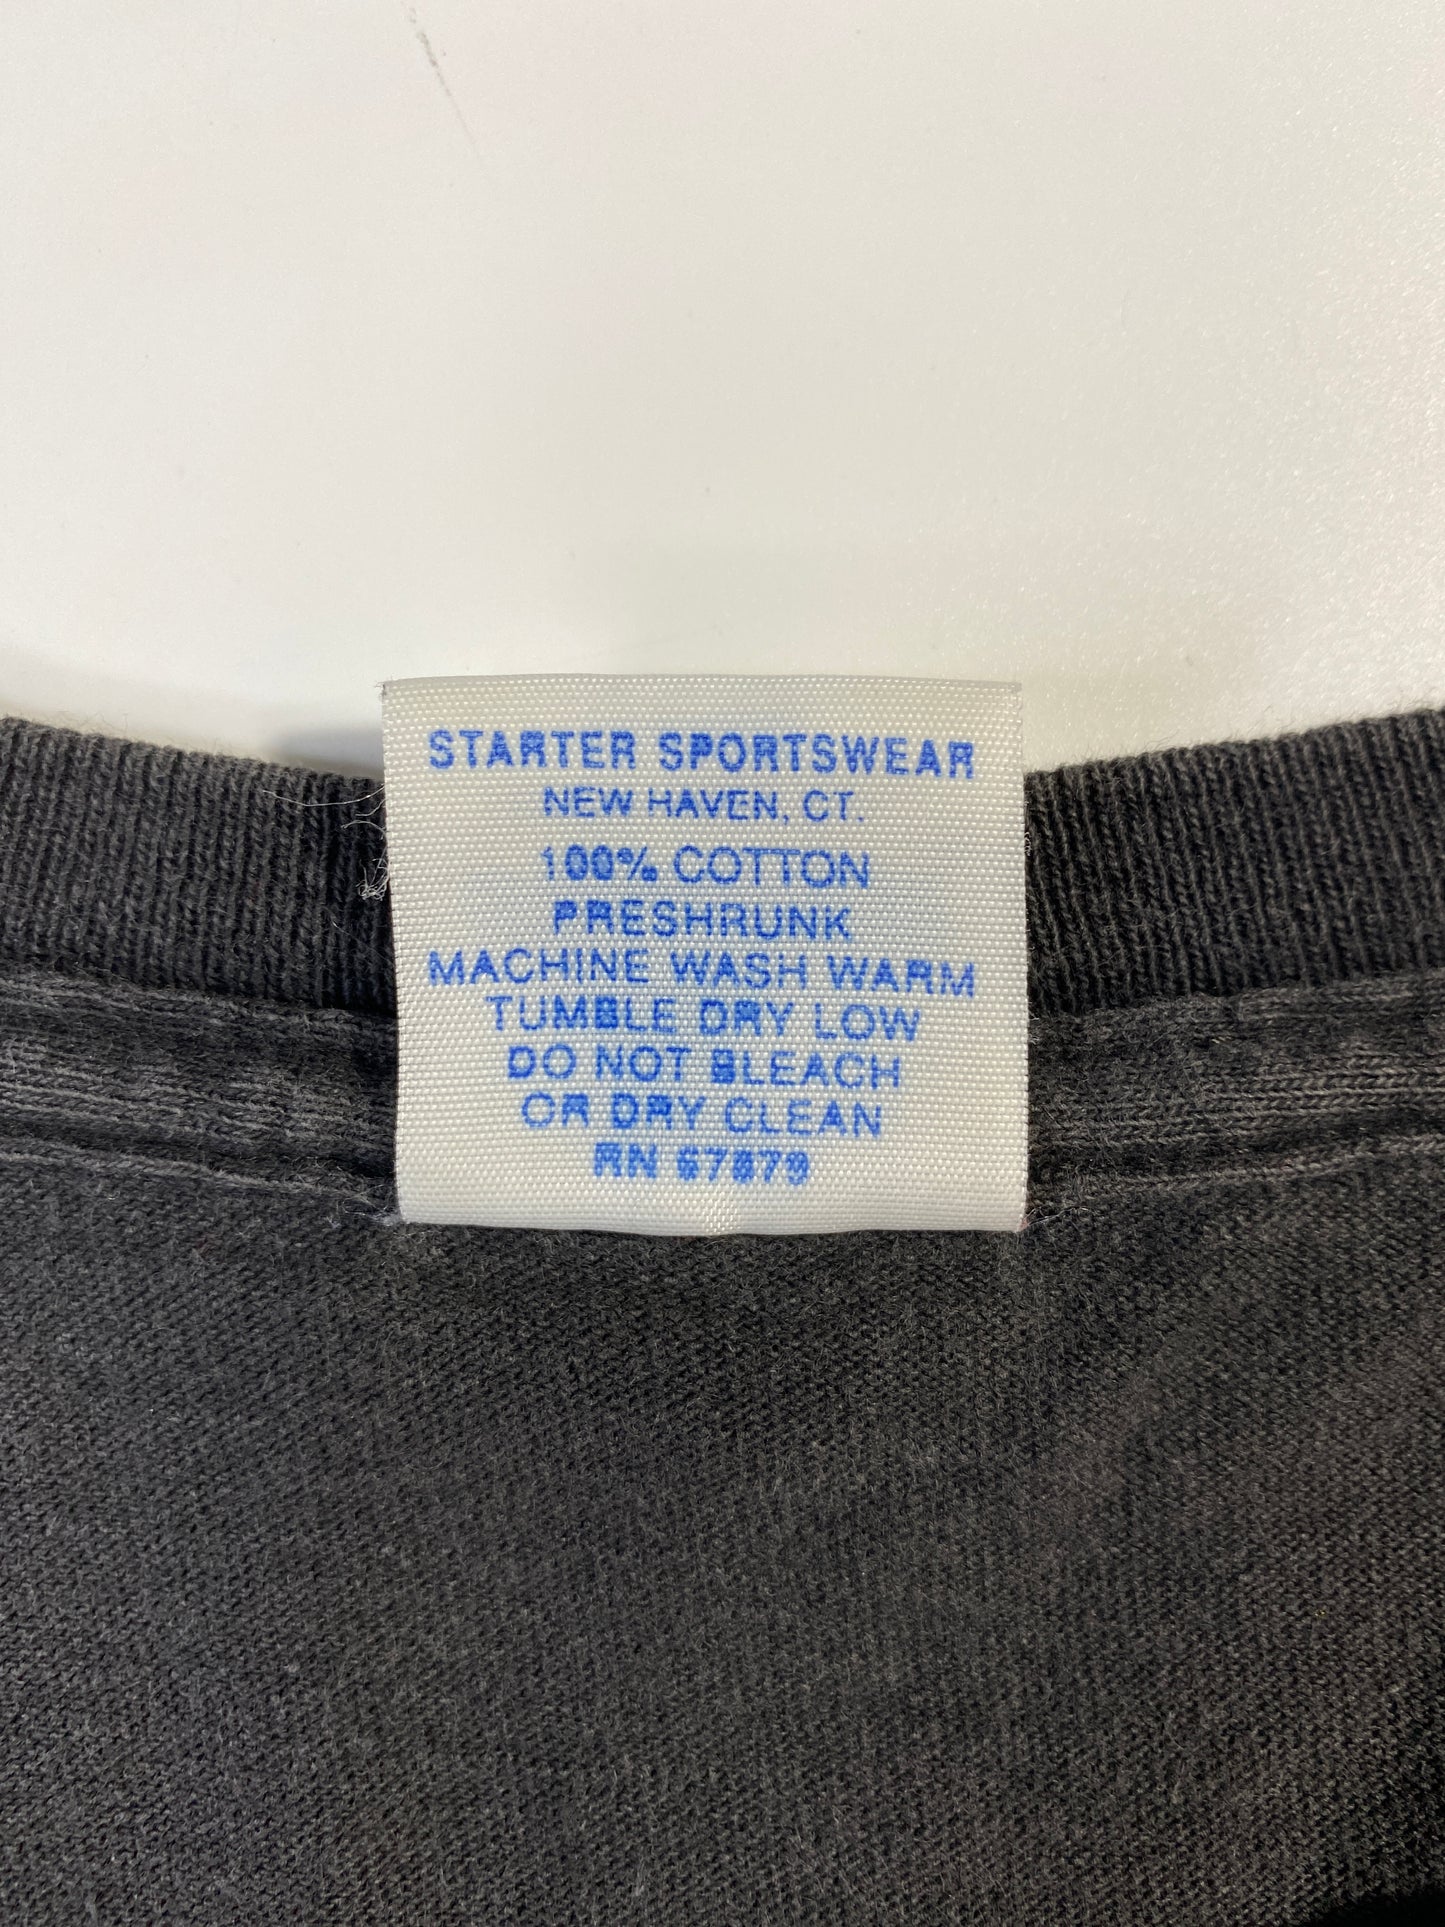 STARTER SPORTSWEAR
NEW HAVEN, CT.
100% COTTON
PRESHRUNK
MACHINE WASH WARM
TUMBLE DRY LOW
DO NOT BLEACH
OR DRY CLEAN
RN 67879